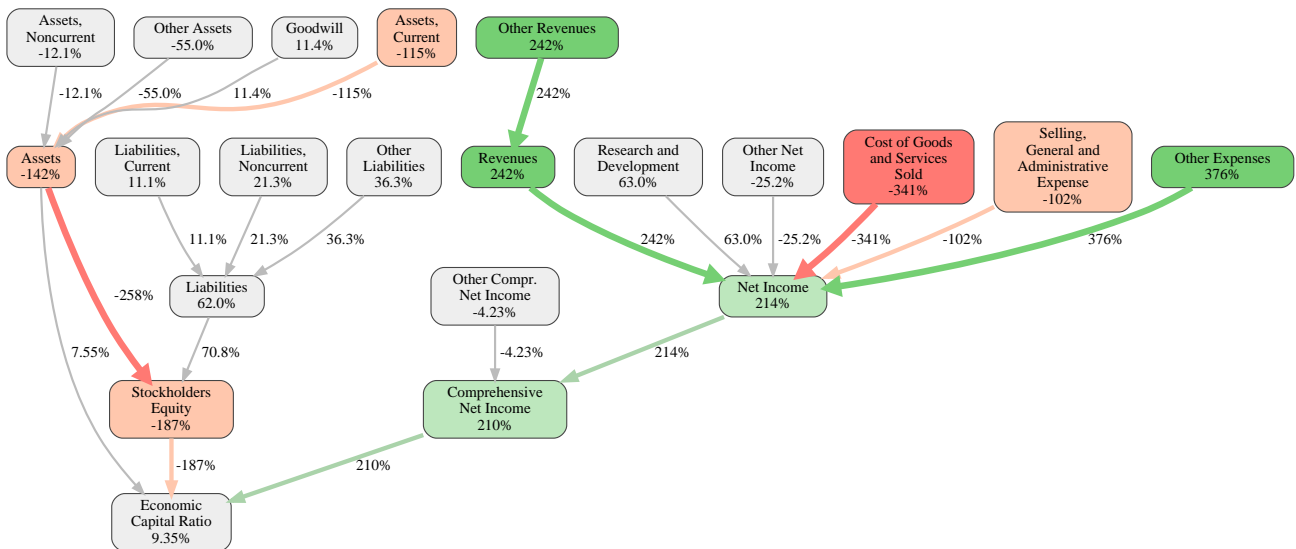 Assets,
Noncurrent
-12.1%
Other Assets
-55.0%
Goodwill
11.4%
Assets,
Current
-115%
Other Revenues
242%
-12.1%
-55.0%
11.4%
-115%
242%
Assets
-142%
Liabilities,
Current
11.1%
Liabilities,
Noncurrent
21.3%
Other
Liabilities
36.3%
Revenues
242%
Research and
Development
63.0%
Other Net
Income
-25.2%
Cost of Goods
and Services
Sold
-341%
Selling,
General and
Administrative
Expense
-102%
Other Expenses
376%
11.1%
21.3%
36.3%
242%
63.0%
-25.2%
-341%
-102%
376%
-258%
Liabilities
62.0%
Other Compr.
Net Income
-4.23%
Net Income
214%
7.55%
70.8%
-4.23%
214%
Stockholders
Equity
-187%
Comprehensive
Net Income
210%
-187%
210%
Economic
Capital Ratio
9.35%